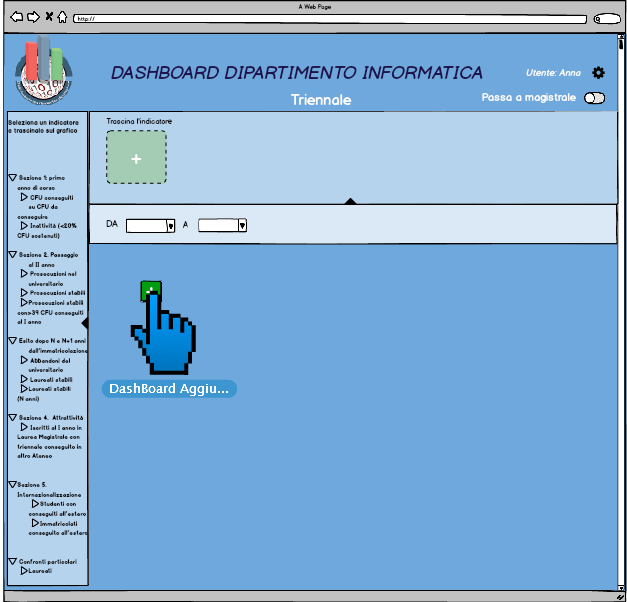 A Web Page
http://
DASHBOARD DIPARTIMENTO INFORMATICA
Utente: Anna
Triennale
Passa a magistrale
Seleziona un indicatore
e trascinalo sul grafico
Trascina l'indicatore
+
DA
A
Sezione 1: primo
anno di corso
CFU conseguiti
su CFU da
conseguire
Inattività (<20%
CFU sostenuti)
Sezione 2. Passaggio
al II anno
Prosecuzioni nel
universitario
Prosecuzioni stabili
Prosecuzioni stabili
con>39 CFU conseguiti
al I anno
Esito dopo N e N+1 anni
dall'immatricolazione
Abbandoni del
universitario
Laureati stabili
Laureati stabili
(N anni)
Sezione 4. Attrattività
Iscritti al I anno in
Laurea Magistrale con
triennale conseguito in
altro Ateneo
Sezione 5.
Internazionalizzazione
Studenti con
conseguiti all'estero
Immatricolati
conseguito all'estero
Confronti particolari
Laureati
DashBoard Aggiu...